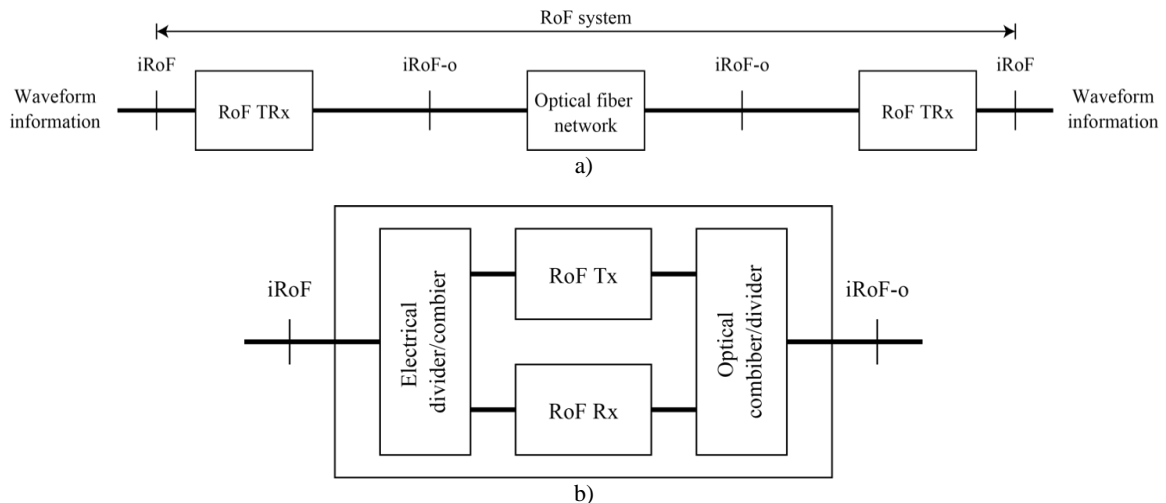 RoF system
iRoF
iRoF-o
iRoF-o
iRoF
Waveform
information
RoF TRx
Optical fiber
network
RoF TRx
Waveform
information
a)
iRoF
Electrical
divider/combier
RoF Tx
RoF Rx
Optical
combiber/divider
iRoF-o
b)